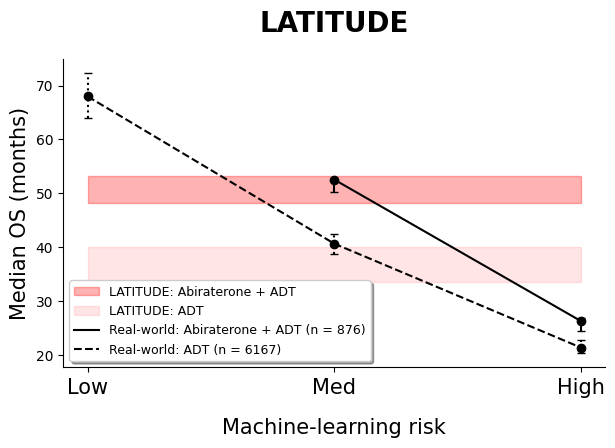 LATITUDE
Median OS (months)
70
60
50
40
30
20
LATITUDE: Abiraterone + ADT
LATITUDE: ADT
Real-world: Abiraterone + ADT (n = 876)
Real-world: ADT (n = 6167)
Low Med High
Machine-learning risk